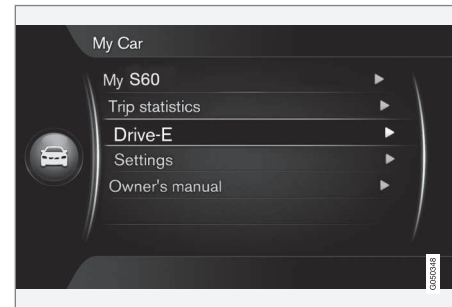 My Car
My S60
Trip statistics
Drive-E
Settings
Owner's manual
G050348